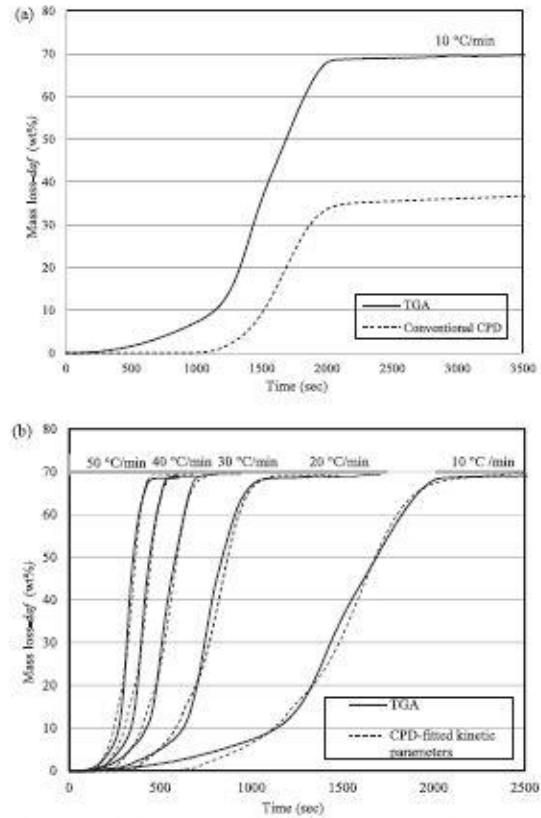 (a)
80
70
60
50
40
30
20
10
0
Mass loss-daf (wt%)
10 °C/min
TGA
Conventional CPD
0 500 1000 1500 2000 2500 3000 3500
Time (sec)
(b)
80
70
60
50
40
30
20
10
0
Mass loss-daf (wt%)
50 °C/min 40 °C/min 30 °C/min 20 °C/min 10 °C /min
TGA
CPD-fitted kinetic
parameters
0 500 1000 1500 2000 2500
Time (sec)